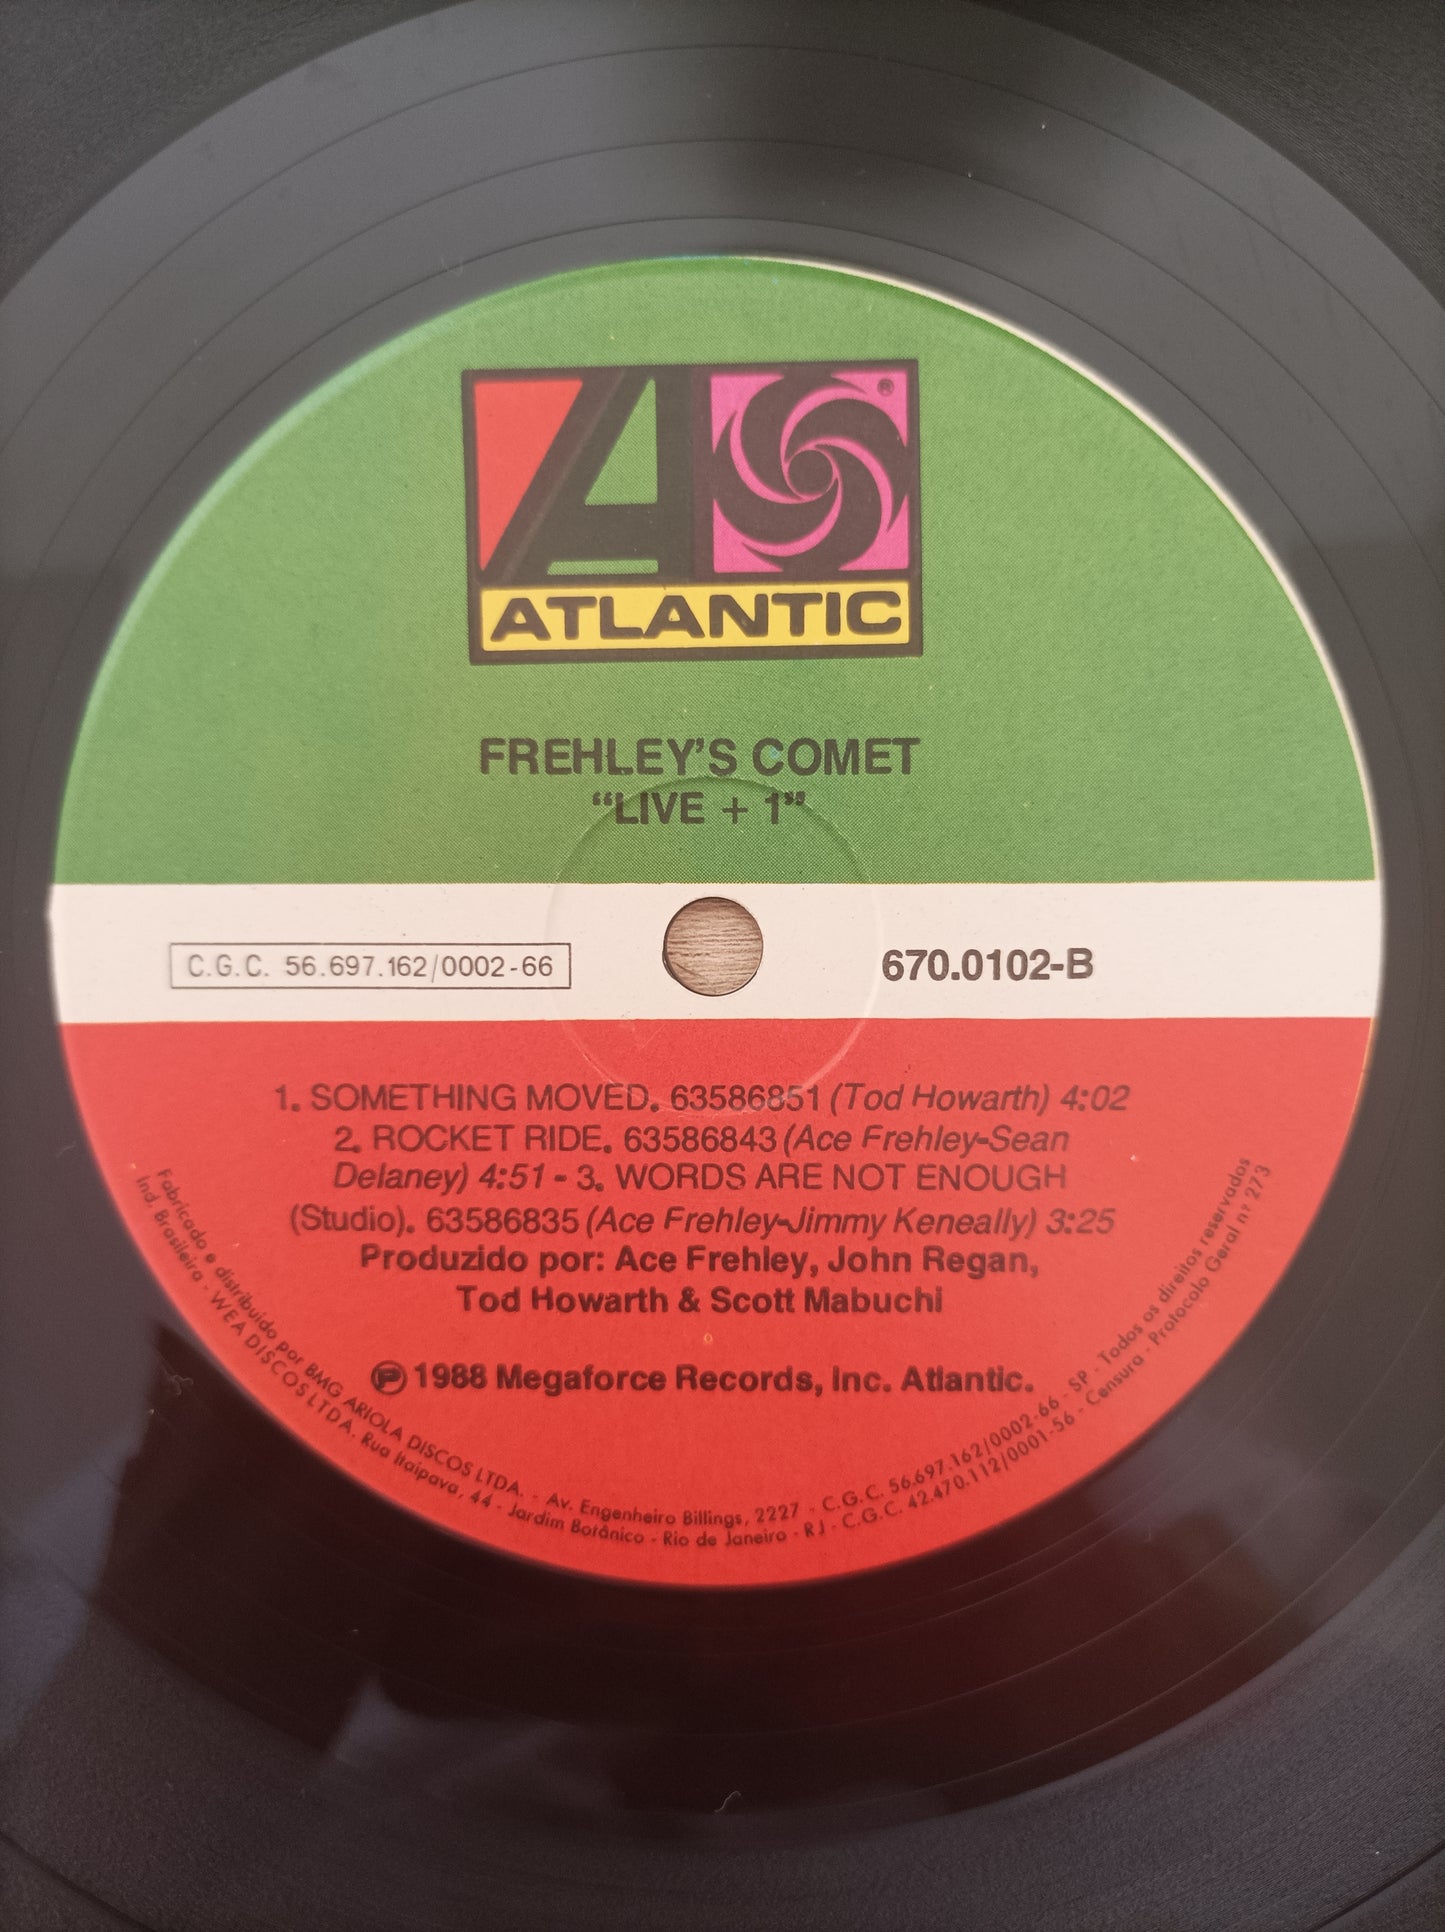 ®
ATLANTIC
FREHLEY'S COMET
“LIVE + 1”
C.G.C. 56.697.162/0002-66
670.0102-B
1. SOMETHING MOVED. 63586851 (Tod Howarth) 4:02
2. ROCKET RIDE. 63586843 (Ace Frehley-Sean
Delaney) 4:51 - 3. WORDS ARE NOT ENOUGH
(Studio). 63586835 (Ace Frehley-Jimmy Keneally) 3:25
Produzido por: Ace Frehley, John Regan,
Tod Howarth & Scott Mabuchi
℗ 1988 Megaforce Records, Inc. Atlantic.
Fabricado e distribuído por BMG ARIOLA DISCOS LTDA. - Av. Engenheiro Billings, 2227 - C.G.C. 56.697.162/0002-66 - SP - Todos os direitos reservados
Ind. Brasileira - WEA DISCOS LTDA. Rua Itaipava, 44 - Jardim Botânico - Rio de Janeiro - RJ - C.G.C. 42.470.112/0001-56 - Censura - Protocolo Geral nº 273